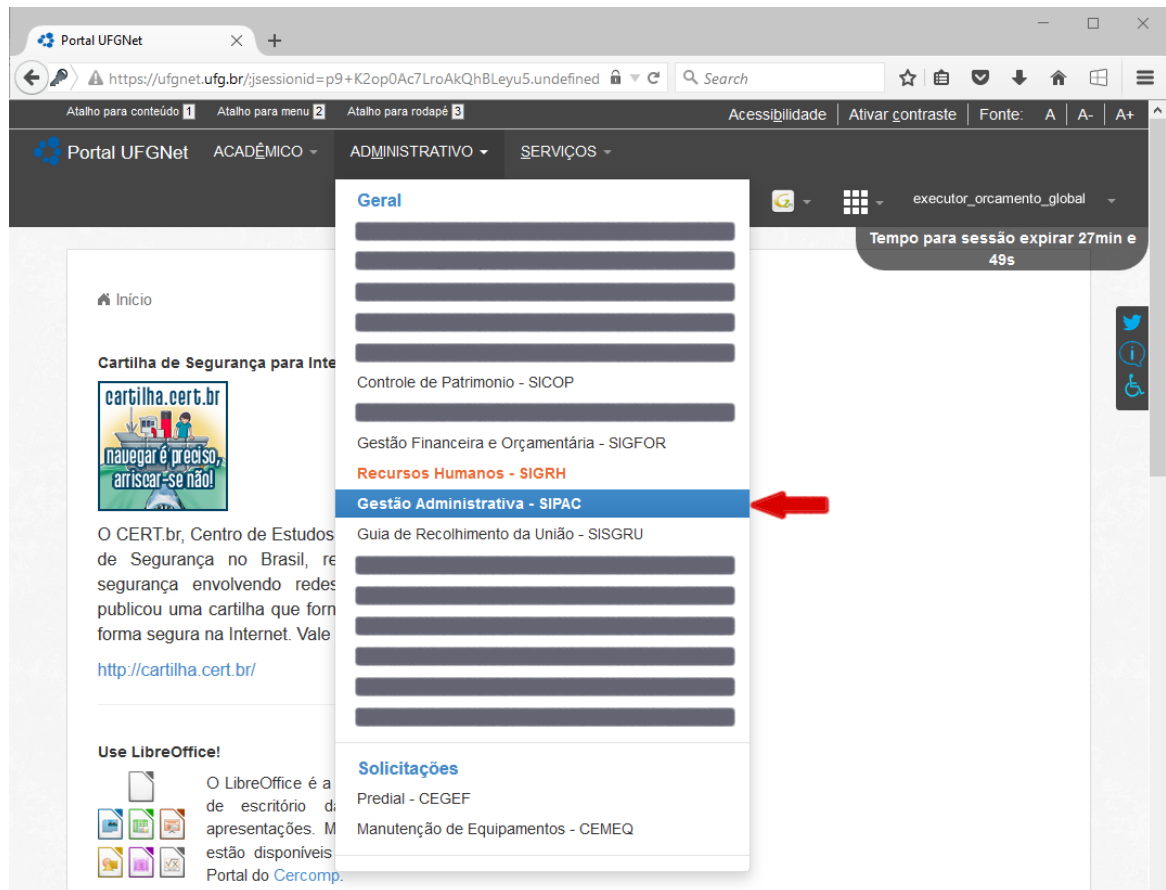 Portal UFGNet
https://ufgnet.ufg.br/;jsessionid=p9+K2op0Ac7LroAkQhBLeyu5.undefined
Search
Atalho para conteúdo 1 Atalho para menu 2 Atalho para rodapé 3
Acessibilidade Ativar contraste Fonte: A A- A+
Portal UFGNet ACADÊMICO ADMINISTRATIVO SERVIÇOS
executor_orcamento_global
Tempo para sessão expirar 27min e
49s
Geral
Controle de Patrimonio - SICOP
Gestão Financeira e Orçamentária - SIGFOR
Recursos Humanos - SIGRH
Gestão Administrativa - SIPAC
Guia de Recolhimento da União - SISGRU
Solicitações
Predial - CEGEF
Manutenção de Equipamentos - CEMEQ
Início
Cartilha de Segurança para Inte
cartilha.cert.br
navegar é preciso,
arriscar-se não!
O CERT.br, Centro de Estudos
de Segurança no Brasil, re
segurança envolvendo redes
publicou uma cartilha que forn
forma segura na Internet. Vale
http://cartilha.cert.br/
Use LibreOffice!
O LibreOffice é a
de escritório da
apresentações. M
estão disponíveis
Portal do Cercomp.